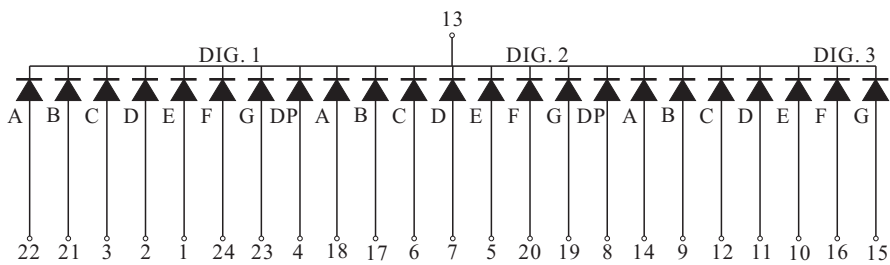 13
DIG. 1 DIG. 2 DIG. 3
A B C D E F G DP A B C D E F G DP A B C D E F G
22 21 3 2 1 24 23 4 18 17 6 7 5 20 19 8 14 9 12 11 10 16 15